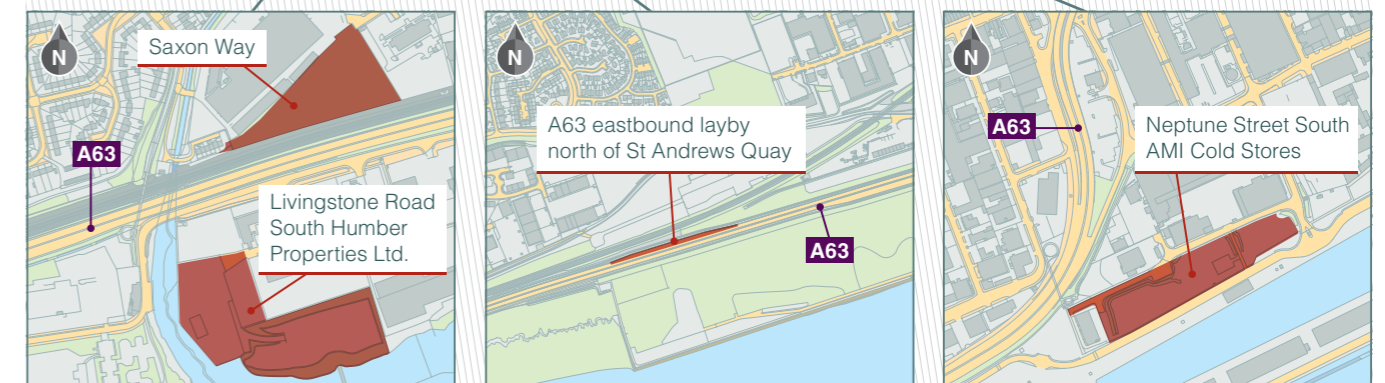 N
Saxon Way
A63
Livingstone Road
South Humber
Properties Ltd.
N
A63 eastbound layby
north of St Andrews Quay
A63
N
A63
Neptune Street South
AMI Cold Stores